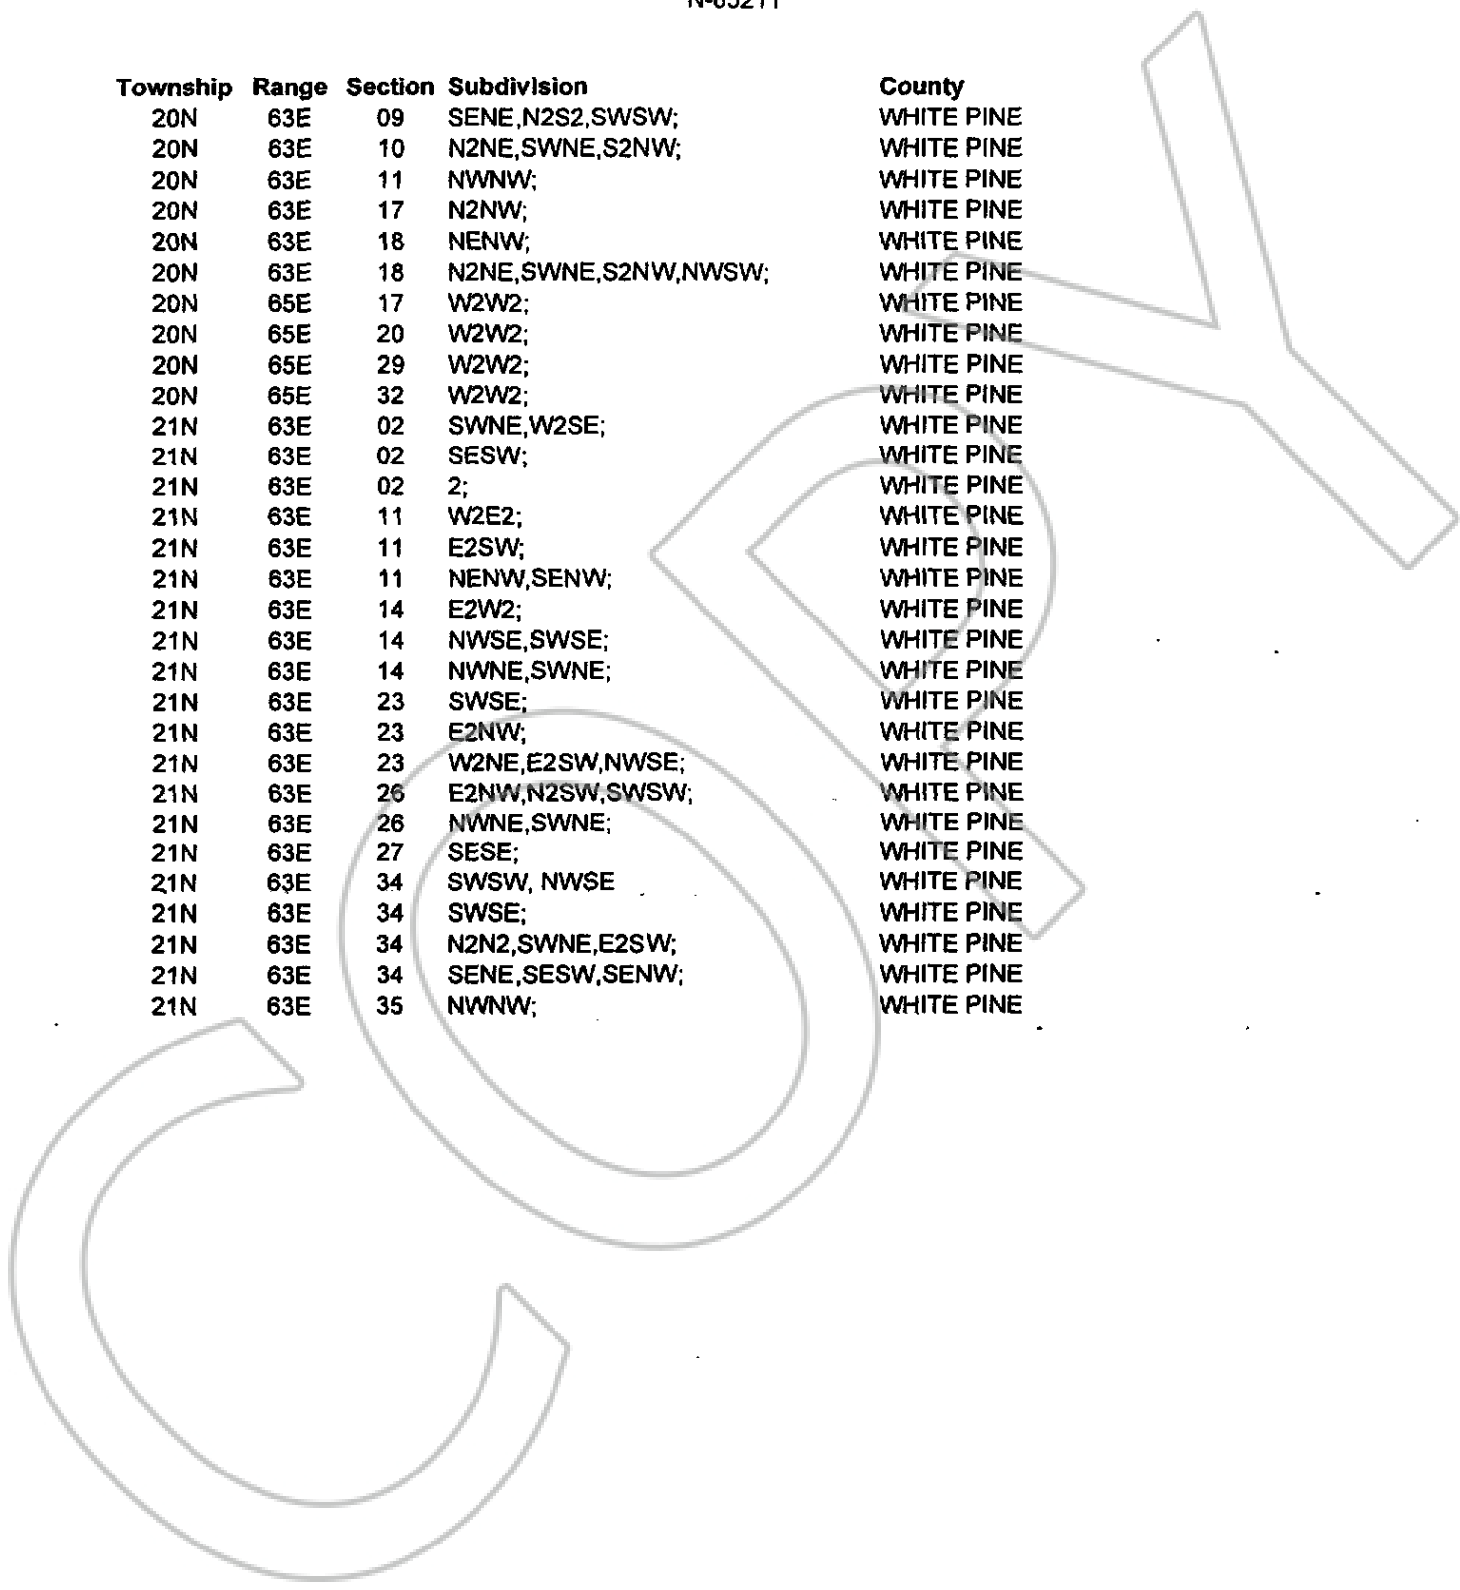 Township Range Section Subdivision County
20N 63E 09 SENE,N2S2,SWSW; WHITE PINE
20N 63E 10 N2NE,SWNE,S2NW; WHITE PINE
20N 63E 11 NWNW; WHITE PINE
20N 63E 17 N2NW; WHITE PINE
20N 63E 18 NENW; WHITE PINE
20N 63E 18 N2NE,SWNE,S2NW,NWSW; WHITE PINE
20N 65E 17 W2W2; WHITE PINE
20N 65E 20 W2W2; WHITE PINE
20N 65E 29 W2W2; WHITE PINE
20N 65E 32 W2W2; WHITE PINE
21N 63E 02 SWNE,W2SE; WHITE PINE
21N 63E 02 SESW; WHITE PINE
21N 63E 02 2; WHITE PINE
21N 63E 11 W2E2; WHITE PINE
21N 63E 11 E2SW; WHITE PINE
21N 63E 11 NENW,SENW; WHITE PINE
21N 63E 14 E2W2; WHITE PINE
21N 63E 14 NWSE,SWSE; WHITE PINE
21N 63E 14 NWNE,SWNE; WHITE PINE
21N 63E 23 SWSE; WHITE PINE
21N 63E 23 E2NW; WHITE PINE
21N 63E 23 W2NE,E2SW,NWSE; WHITE PINE
21N 63E 26 E2NW,N2SW,SWSW; WHITE PINE
21N 63E 26 NWNE,SWNE; WHITE PINE
21N 63E 27 SESE; WHITE PINE
21N 63E 34 SWSW, NWSE WHITE PINE
21N 63E 34 SWSE; WHITE PINE
21N 63E 34 N2N2,SWNE,E2SW; WHITE PINE
21N 63E 34 SENE,SESW,SENW; WHITE PINE
21N 63E 35 NWNW; WHITE PINE
COPY